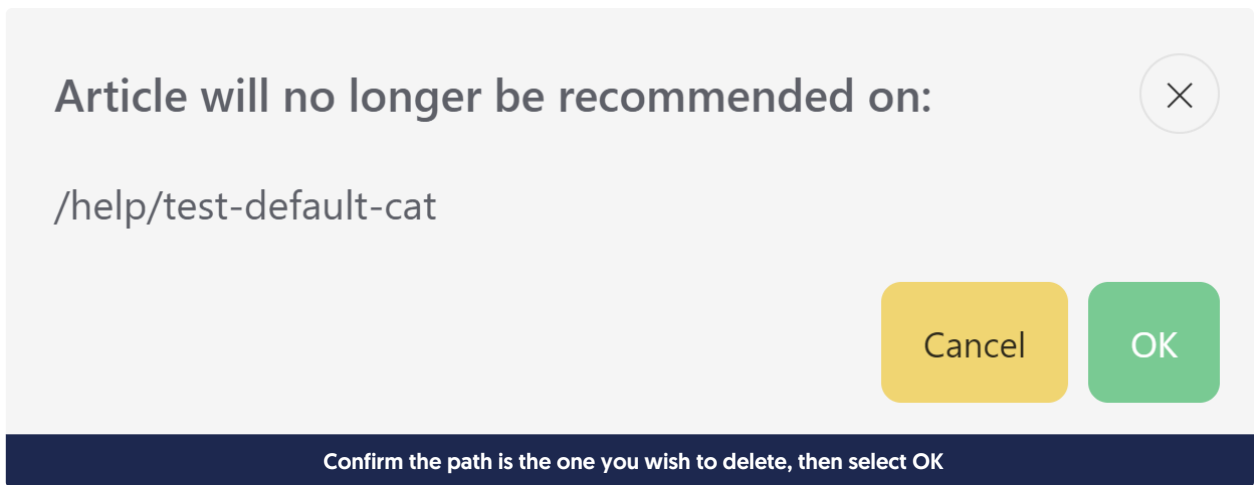 Article will no longer be recommended on:
/help/test-default-cat
Cancel
OK
Confirm the path is the one you wish to delete, then select OK